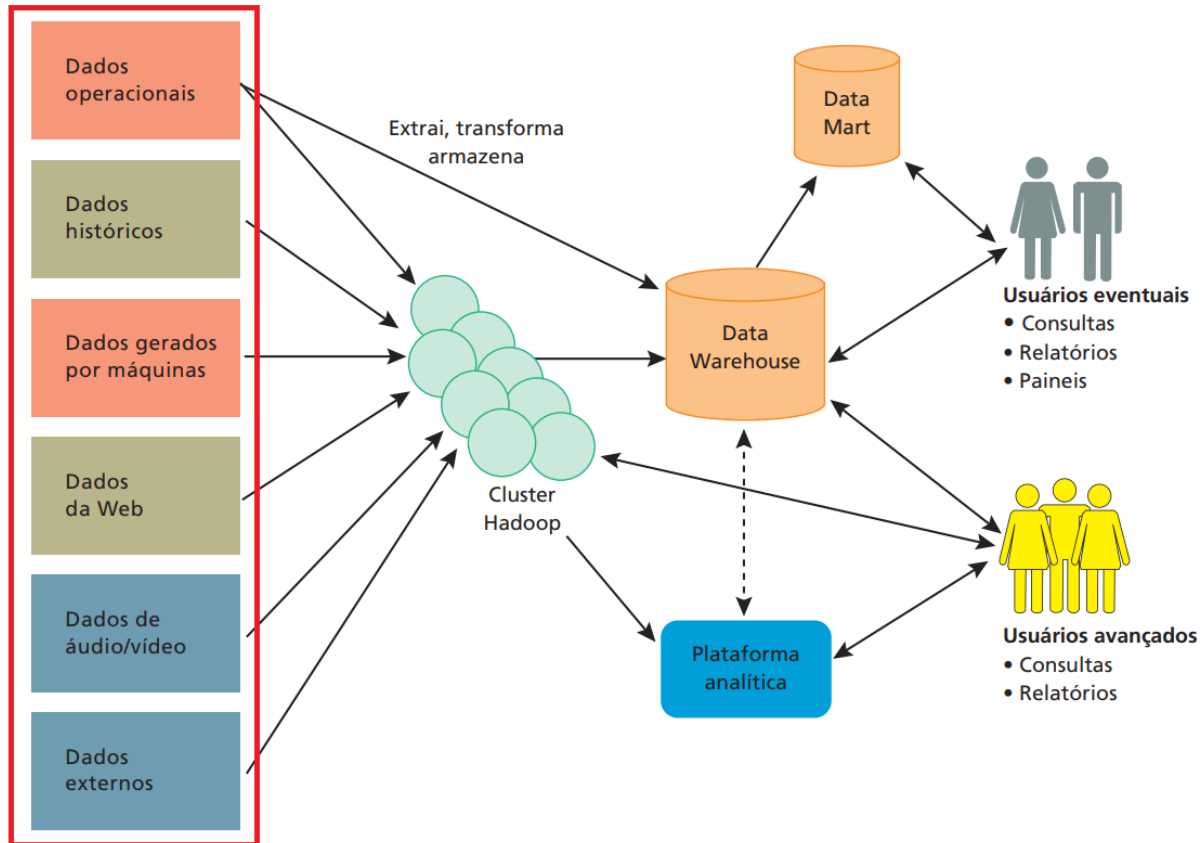 Dados
operacionais
Dados
históricos
Dados gerados
por máquinas
Dados
da Web
Dados de
áudio/vídeo
Dados
externos
Extrai, transforma
armazena
Cluster
Hadoop
Data
Mart
Data
Warehouse
Plataforma
analítica
Usuários eventuais
• Consultas
• Relatórios
• Paineis
Usuários avançados
• Consultas
• Relatórios